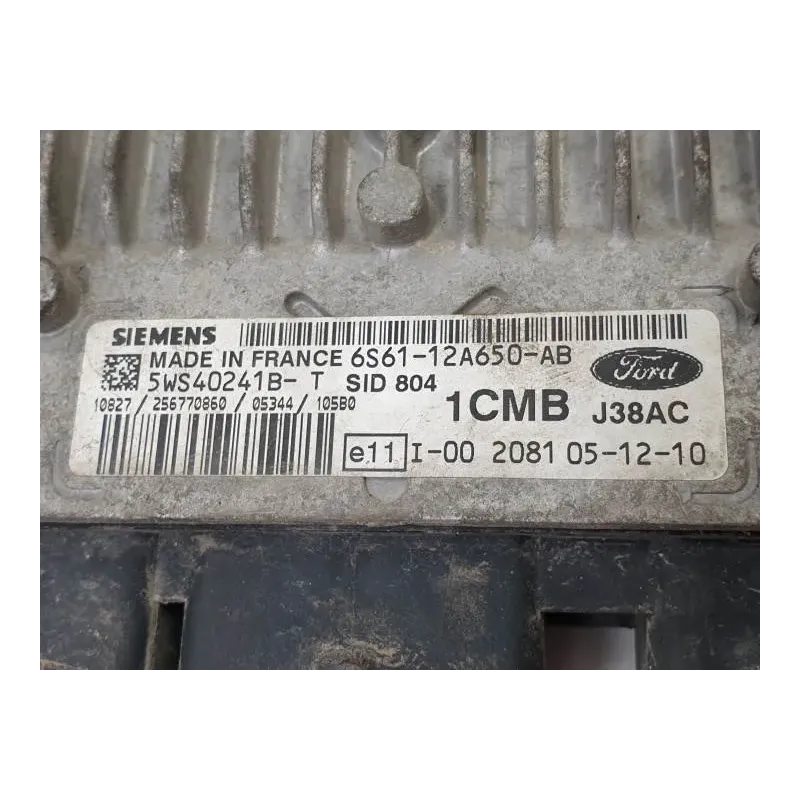 SIEMENS
MADE IN FRANCE 6S61-12A650-AB
5WS40241B- T SID 804
Ford
10827/256770860/05344/105B0
1CMB J38AC
e11 I-00 2081 05-12-10